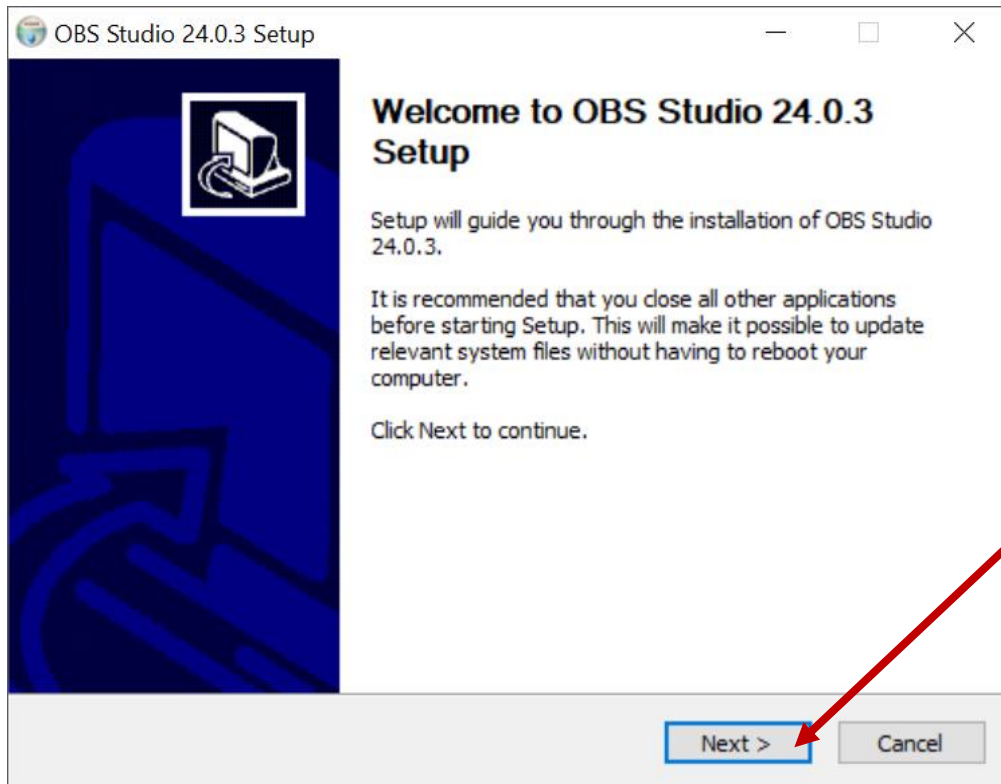 OBS Studio 24.0.3 Setup
Welcome to OBS Studio 24.0.3
Setup
Setup will guide you through the installation of OBS Studio
24.0.3.
It is recommended that you close all other applications
before starting Setup. This will make it possible to update
relevant system files without having to reboot your
computer.
Click Next to continue.
Next >
Cancel